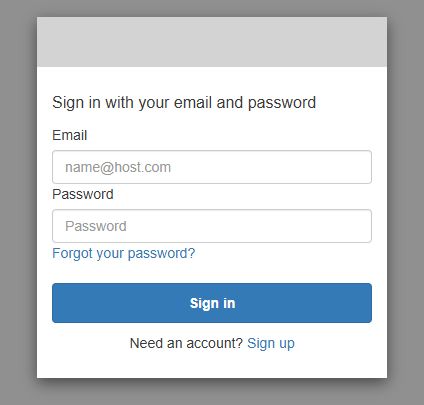 Sign in with your email and password
Email
name@host.com
Password
Password
Forgot your password?
Sign in
Need an account? Sign up